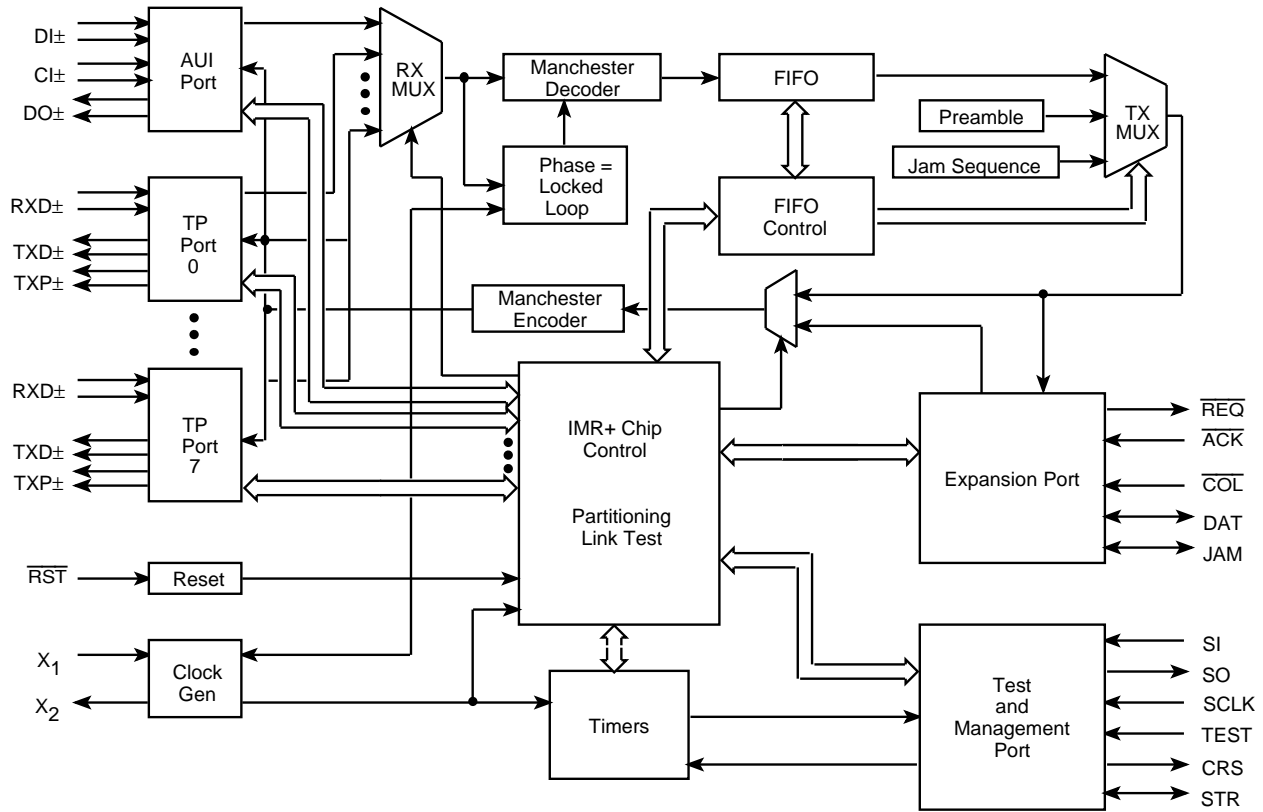 DI±
CI±
DO±
AUI
Port
RX
MUX
Manchester
Decoder
FIFO
Preamble
Jam Sequence
TX
MUX
Phase =
Locked
Loop
FIFO
Control
RXD±
TXD±
TXP±
TP
Port
0
Manchester
Encoder
RXD±
TXD±
TXP±
TP
Port
7
IMR+ Chip
Control
Partitioning
Link Test
Expansion Port
REQ
ACK
COL
DAT
JAM
RST
Reset
X1
X2
Clock
Gen
Timers
Test
and
Management
Port
SI
SO
SCLK
TEST
CRS
STR